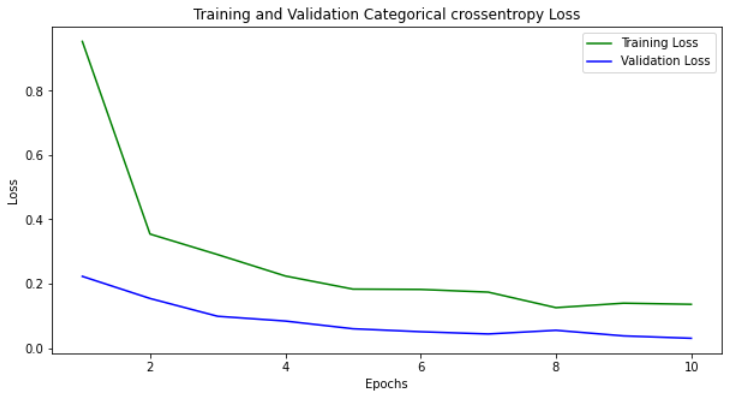 Training and Validation Categorical crossentropy Loss
Training Loss
Validation Loss
0.8
0.6
0.4
0.2
0.0
Loss
2
4
6
8
10
Epochs